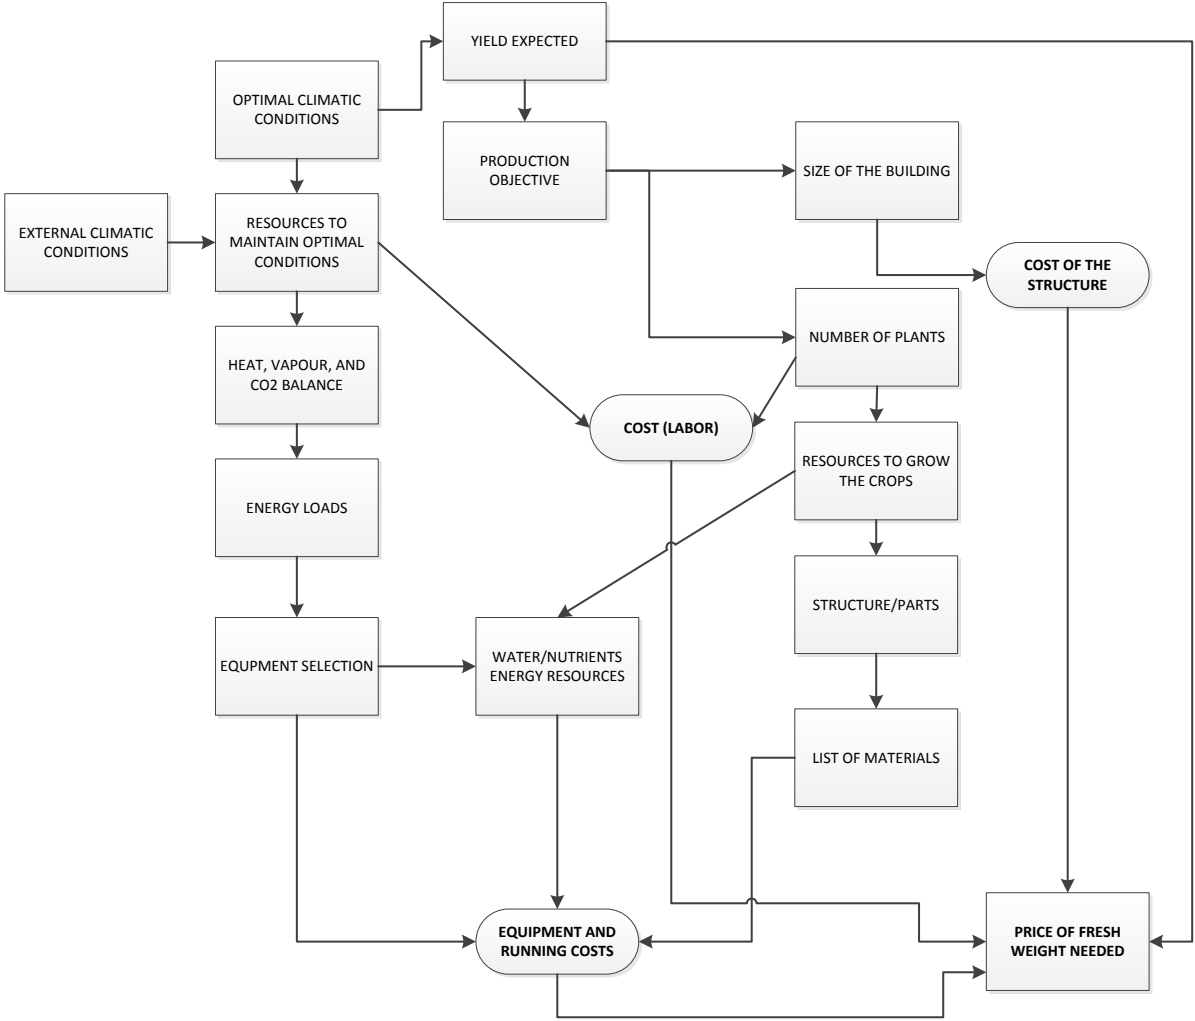 YIELD EXPECTED
OPTIMAL CLIMATIC
CONDITIONS
PRODUCTION
OBJECTIVE
SIZE OF THE BUILDING
EXTERNAL CLIMATIC
CONDITIONS
RESOURCES TO
MAINTAIN OPTIMAL
CONDITIONS
COST OF THE
STRUCTURE
NUMBER OF PLANTS
HEAT, VAPOUR, AND
CO2 BALANCE
COST (LABOR)
RESOURCES TO GROW
THE CROPS
ENERGY LOADS
STRUCTURE/PARTS
EQUPMENT SELECTION
WATER/NUTRIENTS
ENERGY RESOURCES
LIST OF MATERIALS
EQUIPMENT AND
RUNNING COSTS
PRICE OF FRESH
WEIGHT NEEDED